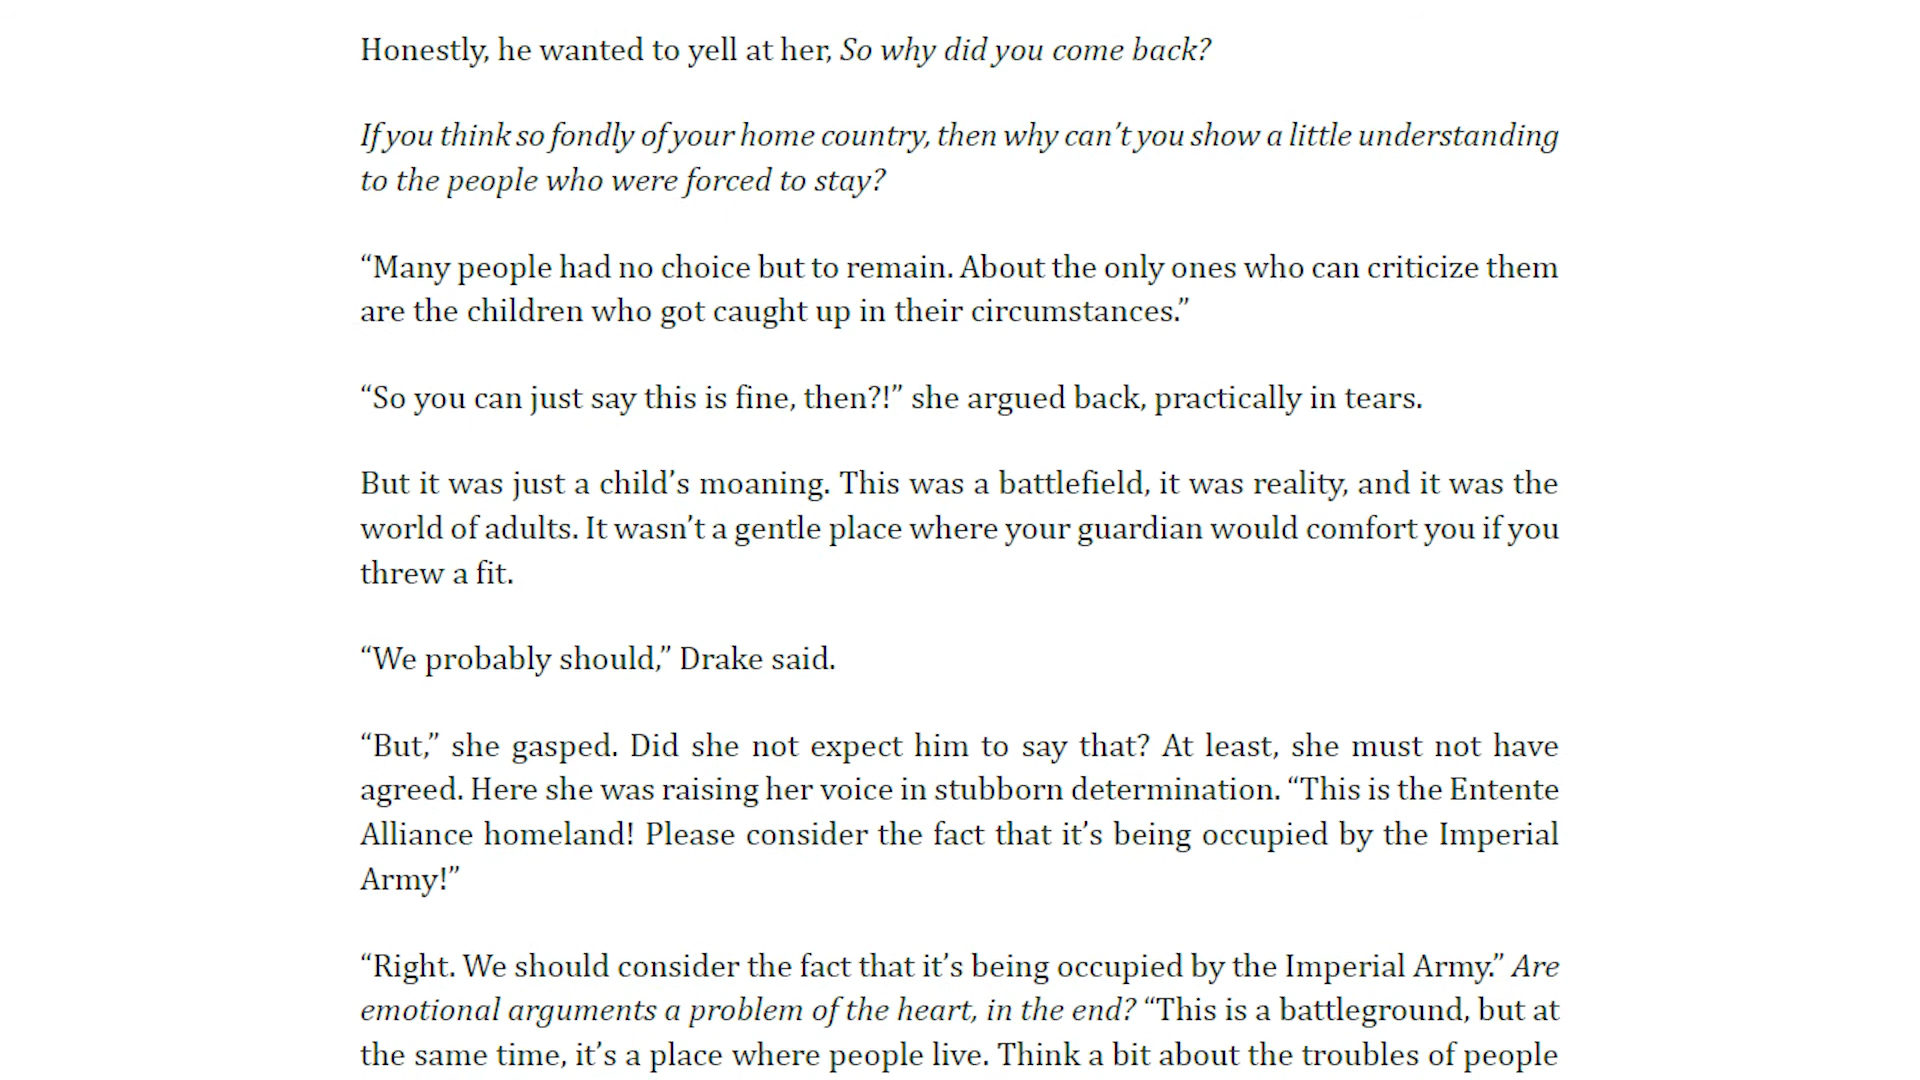 Honestly, he wanted to yell at her, So why did you come back?
If you think so fondly of your home country, then why can’t you show a little understanding
to the people who were forced to stay?
“Many people had no choice but to remain. About the only ones who can criticize them
are the children who got caught up in their circumstances.”
“So you can just say this is fine, then?!” she argued back, practically in tears.
But it was just a child’s moaning. This was a battlefield, it was reality, and it was the
world of adults. It wasn’t a gentle place where your guardian would comfort you if you
threw a fit.
“We probably should,” Drake said.
“But,” she gasped. Did she not expect him to say that? At least, she must not have
agreed. Here she was raising her voice in stubborn determination. “This is the Entente
Alliance homeland! Please consider the fact that it’s being occupied by the Imperial
Army!”
“Right. We should consider the fact that it’s being occupied by the Imperial Army.” Are
emotional arguments a problem of the heart, in the end? “This is a battleground, but at
the same time, it’s a place where people live. Think a bit about the troubles of people